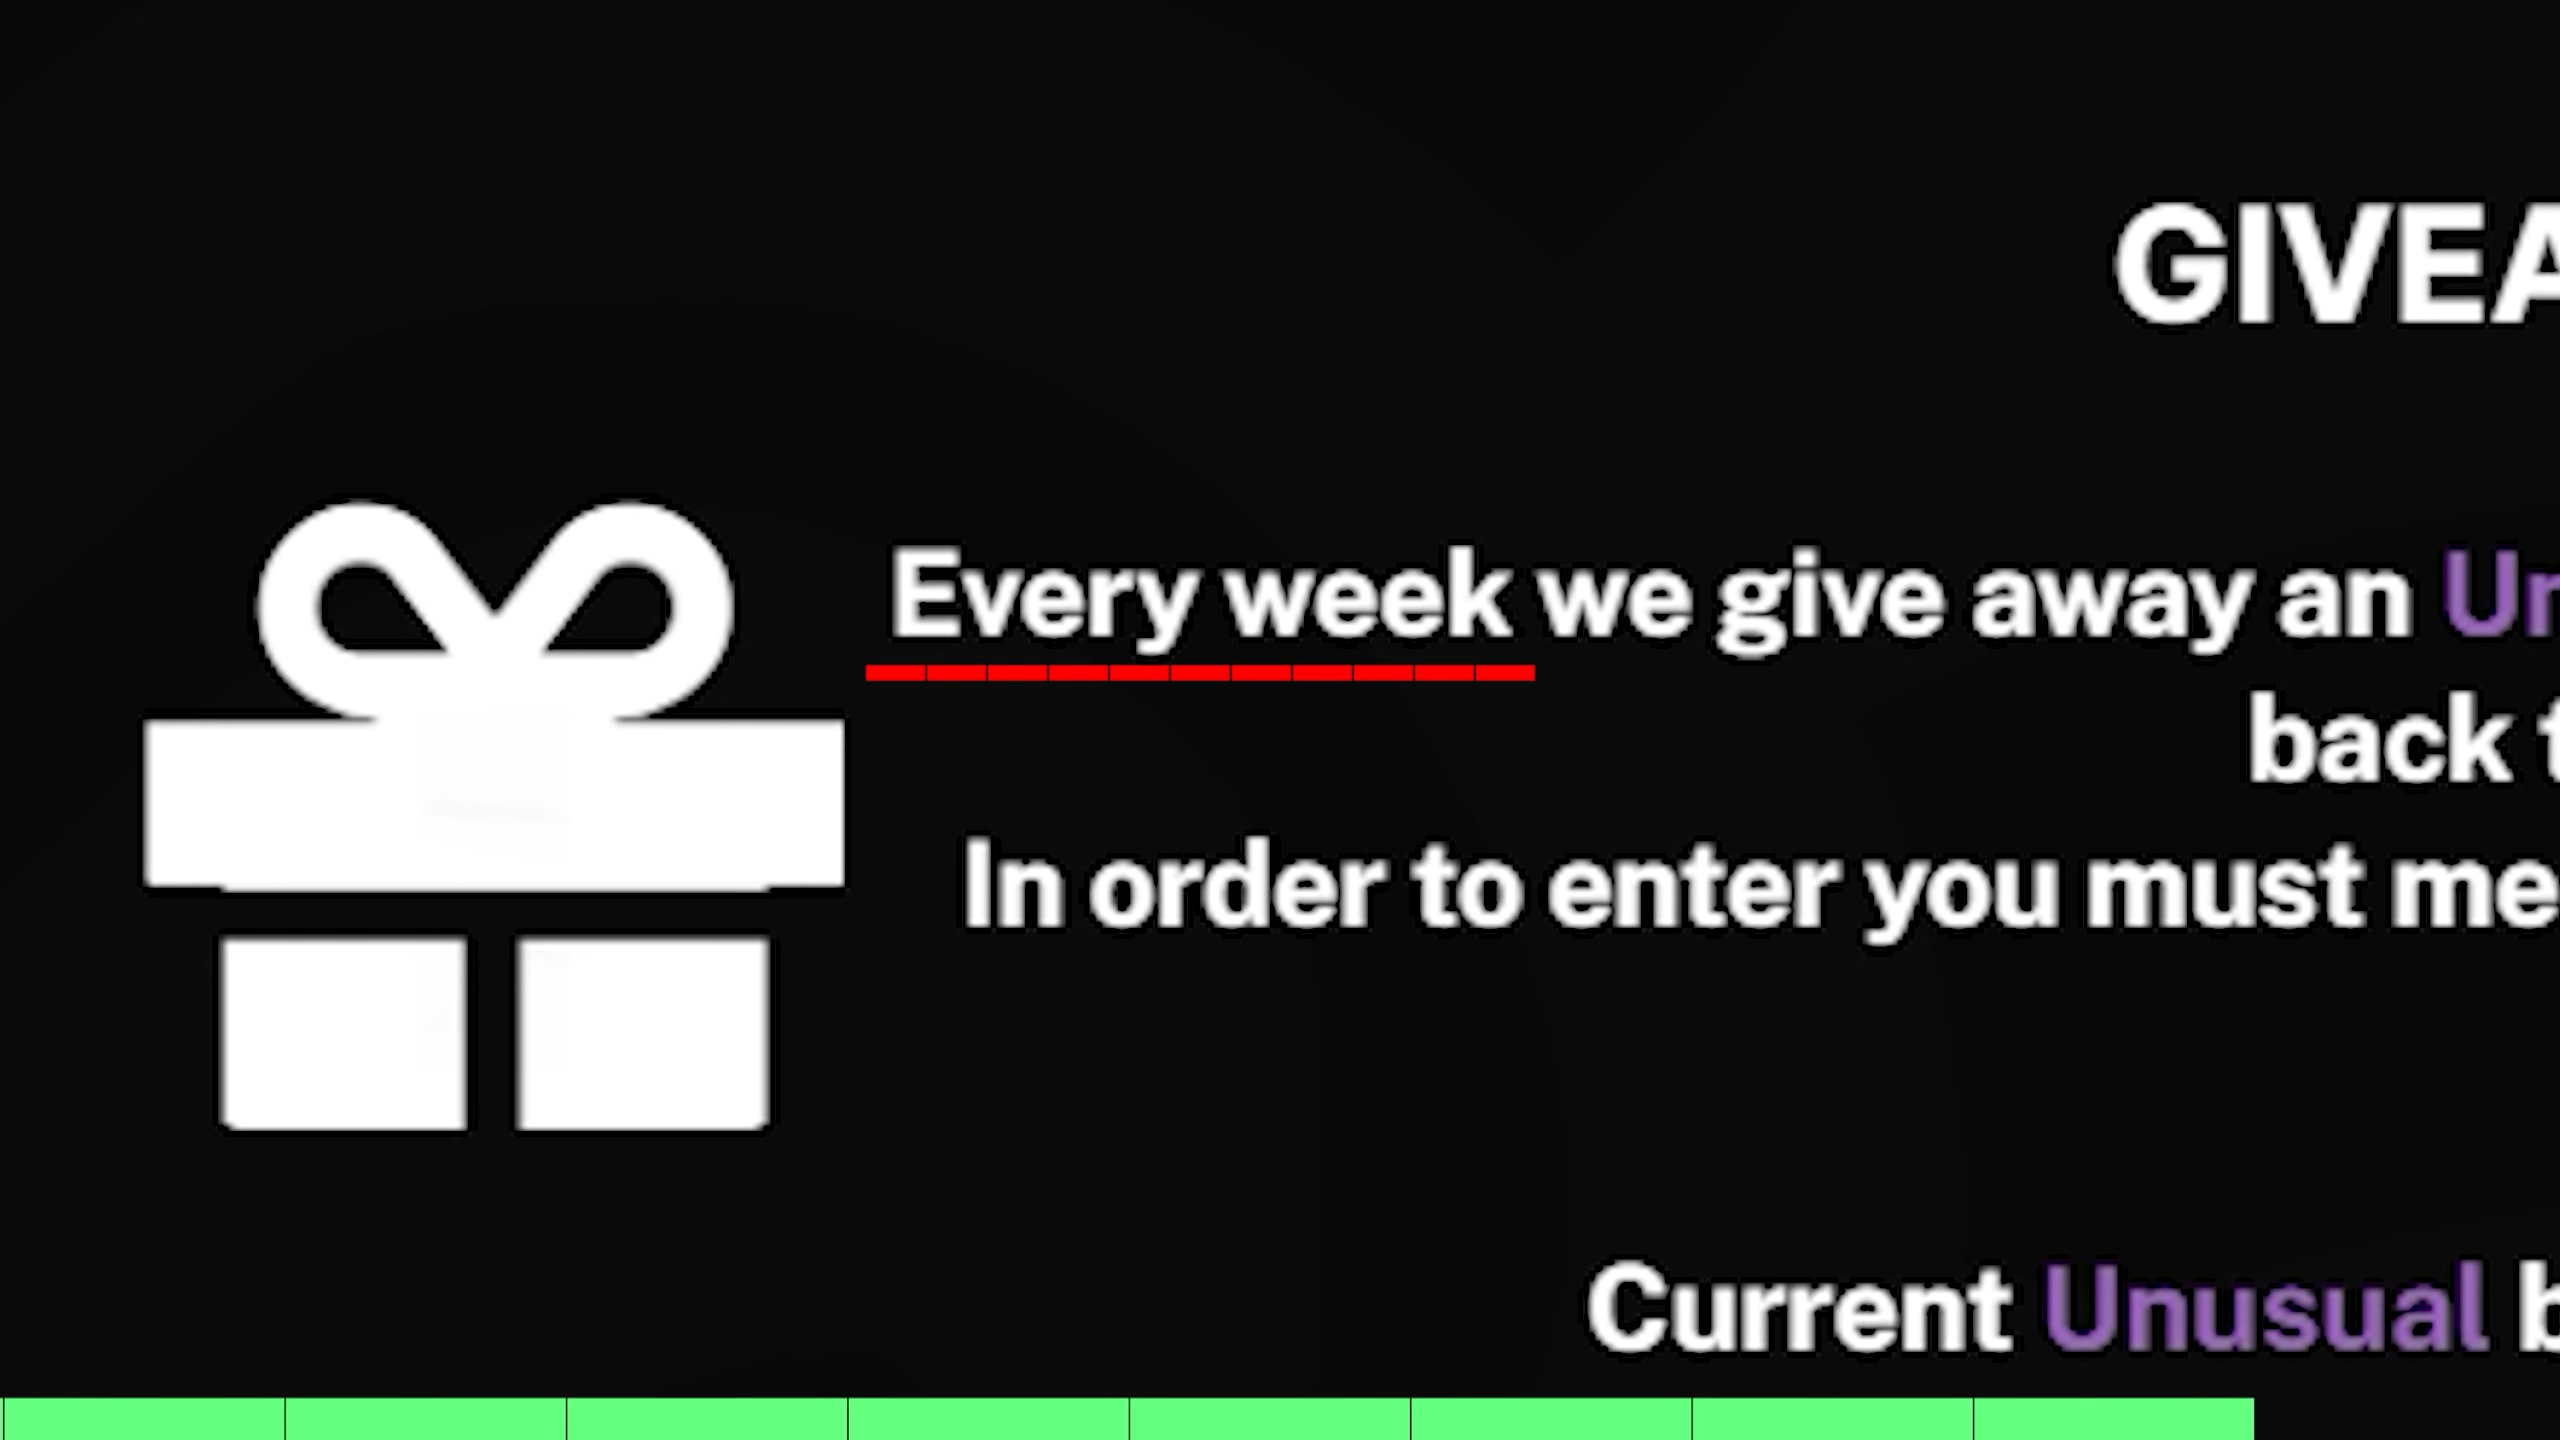 GIVEA
Every week we give away an Un
back t
In order to enter you must me
Current Unusual b